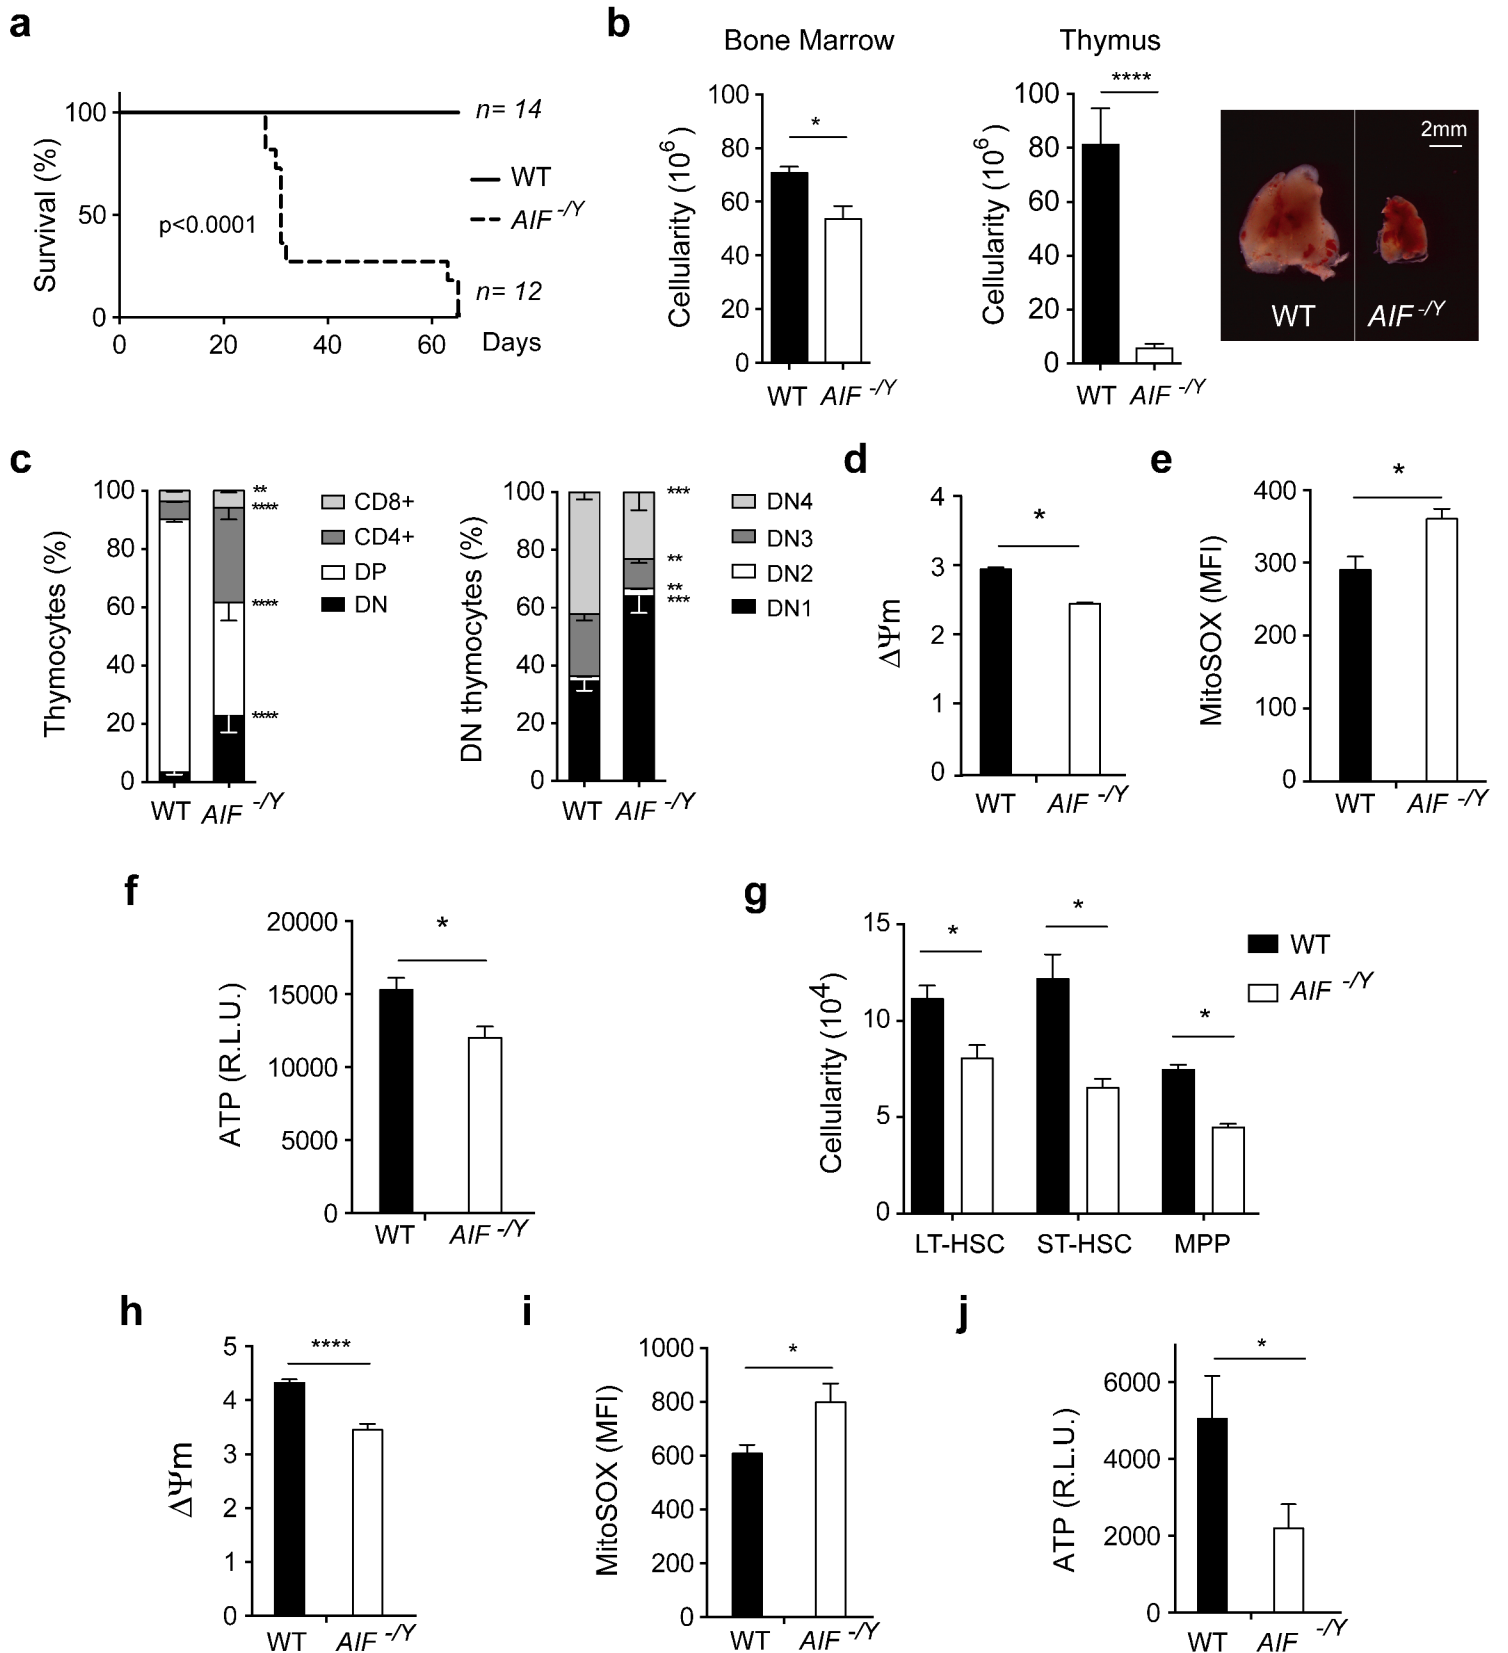 a
Survival (%)
100
50
0
0 20 40 60 Days
p<0.0001
n= 14
WT
AIF -/Y
n= 12
b
Bone Marrow
Cellularity (10^6)
100
80
60
40
20
0
*
WT AIF -/Y
Thymus
Cellularity (10^6)
100
80
60
40
20
0
****
WT AIF -/Y
2mm
WT AIF -/Y
c
Thymocytes (%)
100
80
60
40
20
0
**
****
****
****
WT AIF -/Y
CD8+
CD4+
DP
DN
DN thymocytes (%)
100
80
60
40
20
0
***
**
**
***
WT AIF -/Y
DN4
DN3
DN2
DN1
d
ΔΨm
4
3
2
1
0
*
WT AIF -/Y
e
MitoSOX (MFI)
400
300
200
100
0
*
WT AIF -/Y
f
ATP (R.L.U.)
20000
15000
10000
5000
0
*
WT AIF -/Y
g
Cellularity (10^4)
15
10
5
0
*
*
*
LT-HSC ST-HSC MPP
WT
AIF -/Y
h
ΔΨm
5
4
3
2
1
0
****
WT AIF -/Y
i
MitoSOX (MFI)
1000
800
600
400
200
0
*
WT AIF -/Y
j
ATP (R.L.U.)
6000
4000
2000
0
*
WT AIF -/Y